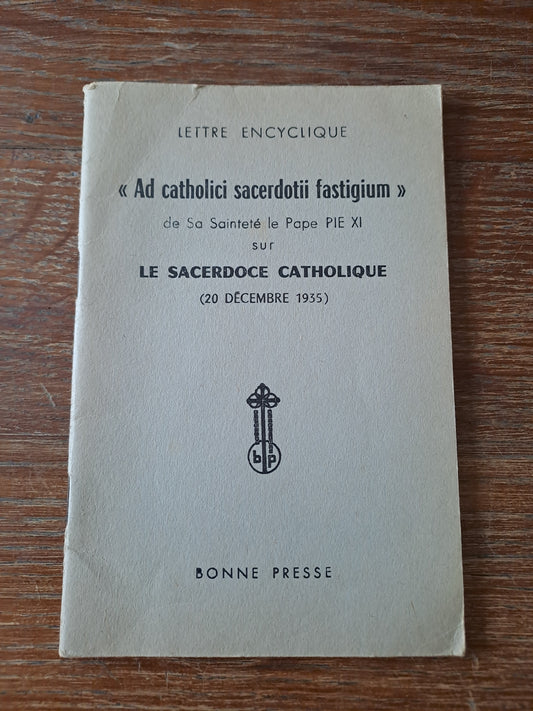 LETTRE ENCYCLIQUE
« Ad catholici sacerdotii fastigium »
de Sa Sainteté le Pape PIE XI
sur
LE SACERDOCE CATHOLIQUE
(20 DÉCEMBRE 1935)
b p
BONNE PRESSE